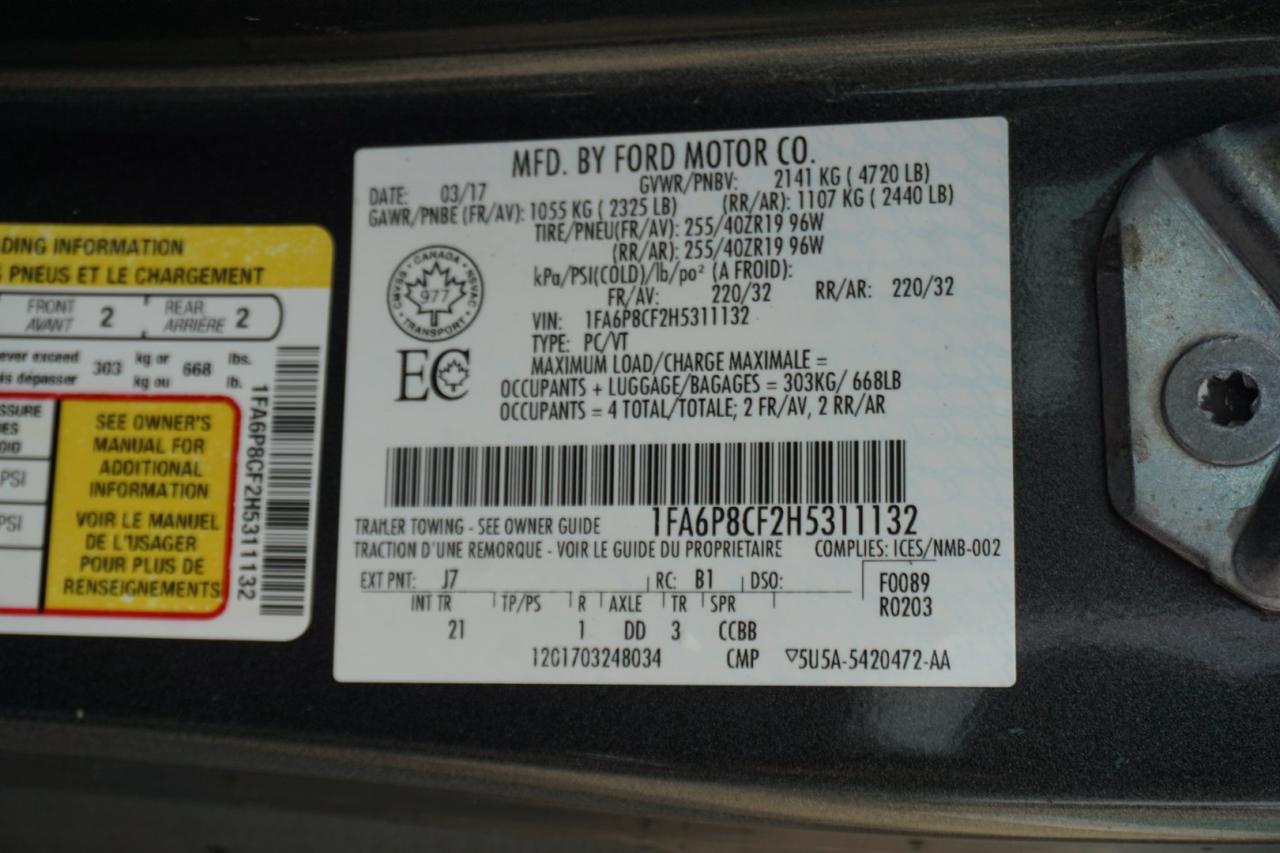 DING INFORMATION
PNEUS ET LE CHARGEMENT
FRONT AVANT 2 REAR ARRIÈRE 2
ever exceed 303 kg or 668 lbs.
is dépasser kg ou lb.
SSURE
ES
OID
PSI
PSI
SEE OWNER'S
MANUAL FOR
ADDITIONAL
INFORMATION
VOIR LE MANUEL
DE L'USAGER
POUR PLUS DE
RENSEIGNEMENTS
1FA6P8CF2H5311132
MFD. BY FORD MOTOR CO.
DATE: 03/17 GVWR/PNBV: 2141 KG ( 4720 LB)
GAWR/PNBE (FR/AV): 1055 KG ( 2325 LB) (RR/AR): 1107 KG ( 2440 LB)
TIRE/PNEU(FR/AV): 255/40ZR19 96W
(RR/AR): 255/40ZR19 96W
kPa/PSI(COLD)/lb/po² (A FROID):
FR/AV: 220/32 RR/AR: 220/32
CANADA
CMVSS 977 NSVAC
TRANSPORT
VIN: 1FA6P8CF2H5311132
TYPE: PC/VT
EC
MAXIMUM LOAD/CHARGE MAXIMALE =
OCCUPANTS + LUGGAGE/BAGAGES = 303KG/ 668LB
OCCUPANTS = 4 TOTAL/TOTALE; 2 FR/AV, 2 RR/AR
TRAILER TOWING - SEE OWNER GUIDE 1FA6P8CF2H5311132
TRACTION D'UNE REMORQUE - VOIR LE GUIDE DU PROPRIETAIRE COMPLIES: ICES/NMB-002
EXT PNT: J7 RC: B1 DSO: F0089
INT TR TP/PS R AXLE TR SPR R0203
21 1 DD 3 CCBB
1201703248034 CMP ▽5U5A-5420472-AA